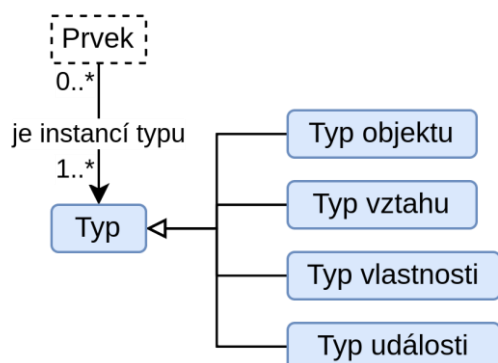 Prvek
0..*
je instancí typu
1..*
Typ
Typ objektu
Typ vztahu
Typ vlastnosti
Typ události